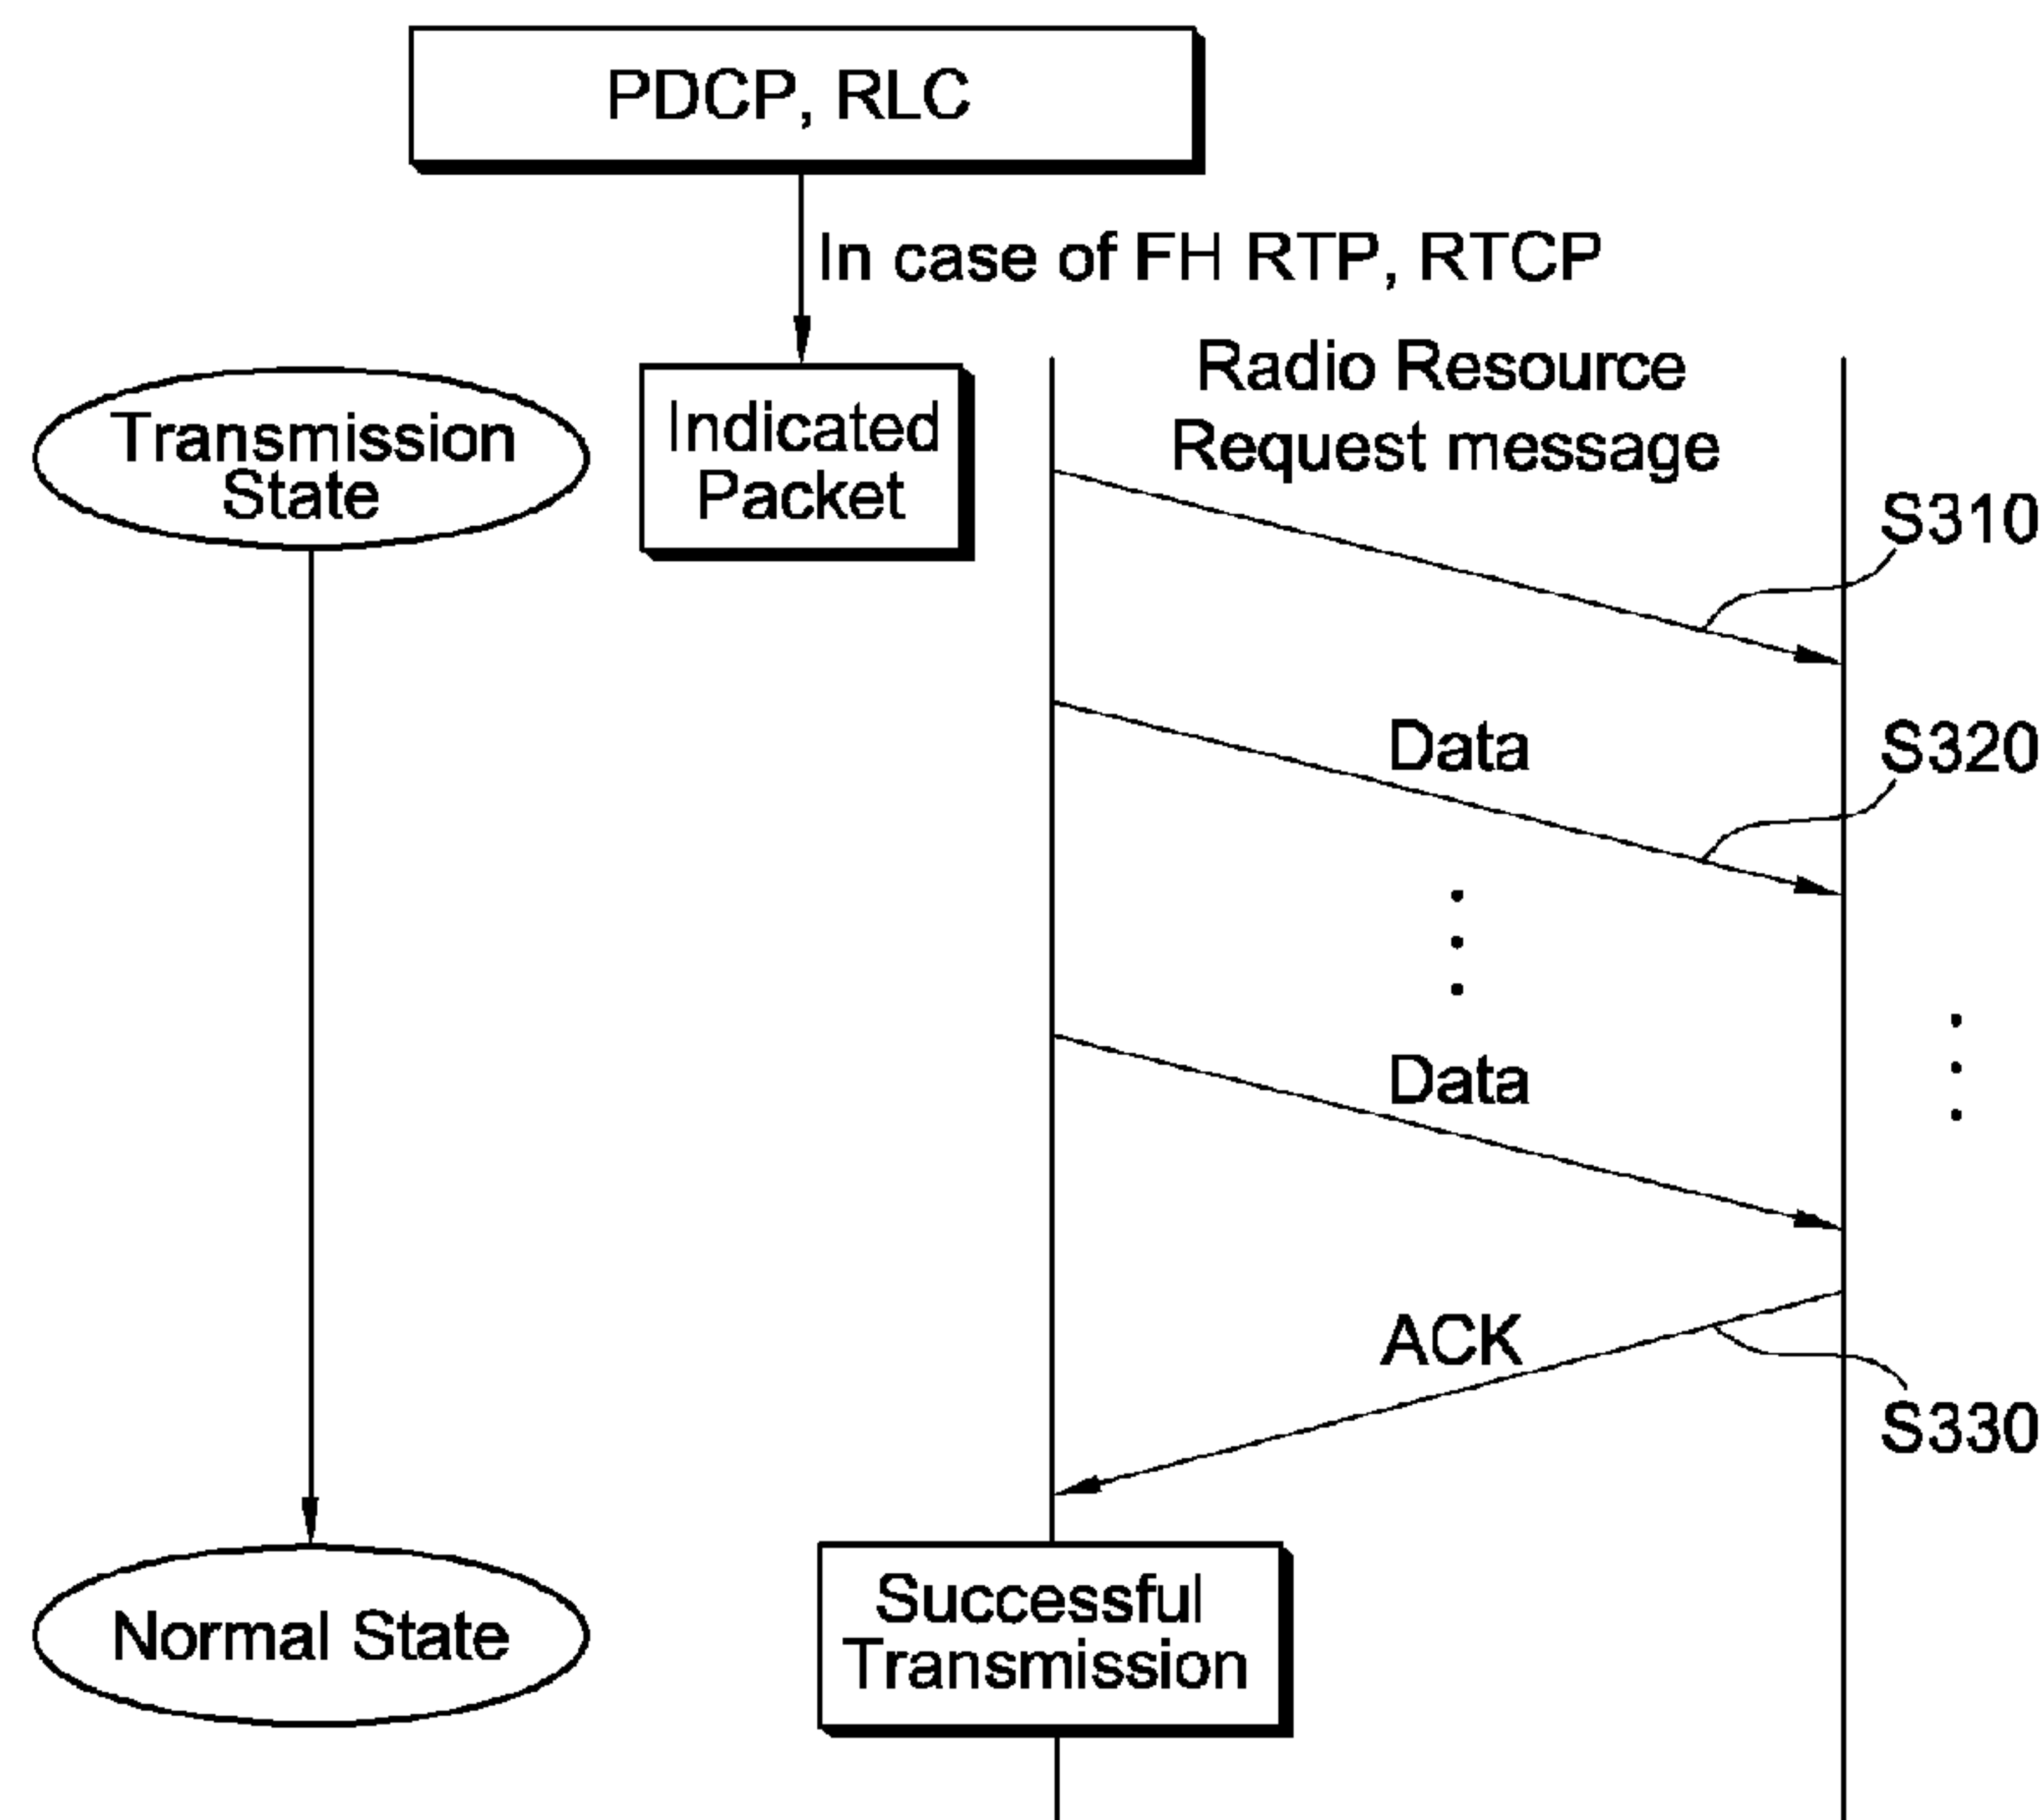 PDCP, RLC
In case of FH RTP, RTCP
Transmission
State
Indicated
Packet
Radio Resource
Request message
S310
Data
S320
Data
ACK
S330
Successful
Transmission
Normal State